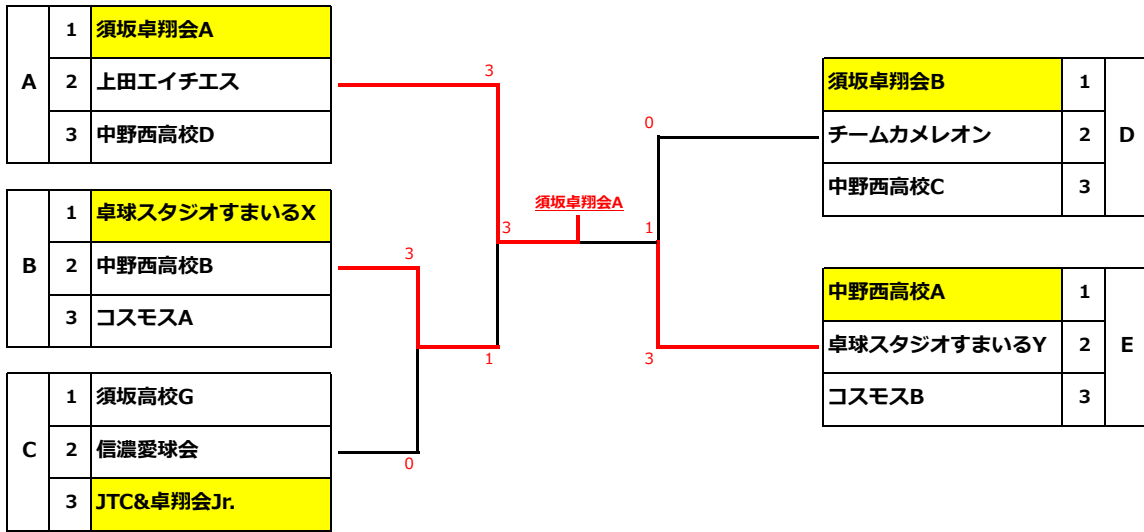 A
1 須坂卓翔会A
2 上田エイチエス
3 中野西高校D
B
1 卓球スタジオすまいるX
2 中野西高校B
3 コスモスA
C
1 須坂高校G
2 信濃愛球会
3 JTC&卓翔会Jr.
3
3
0
3
1
須坂卓翔会A
0
1
3
須坂卓翔会B 1
チームカメレオン 2
中野西高校C 3
D
中野西高校A 1
卓球スタジオすまいるY 2
コスモスB 3
E